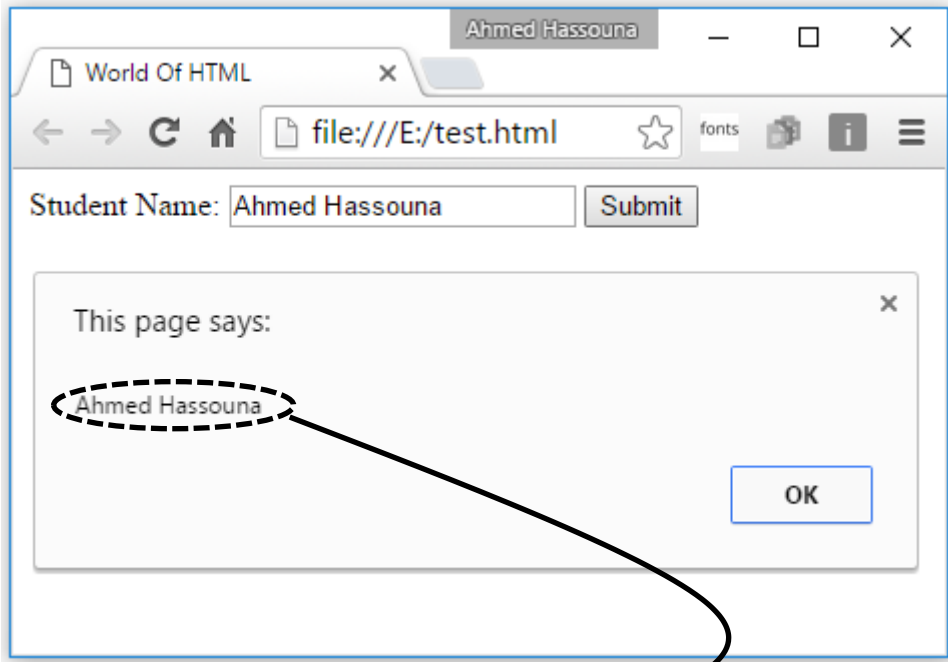 Ahmed Hassouna
World Of HTML
file:///E:/test.html
fonts
i
Student Name: Ahmed Hassouna Submit
This page says:
Ahmed Hassouna
OK